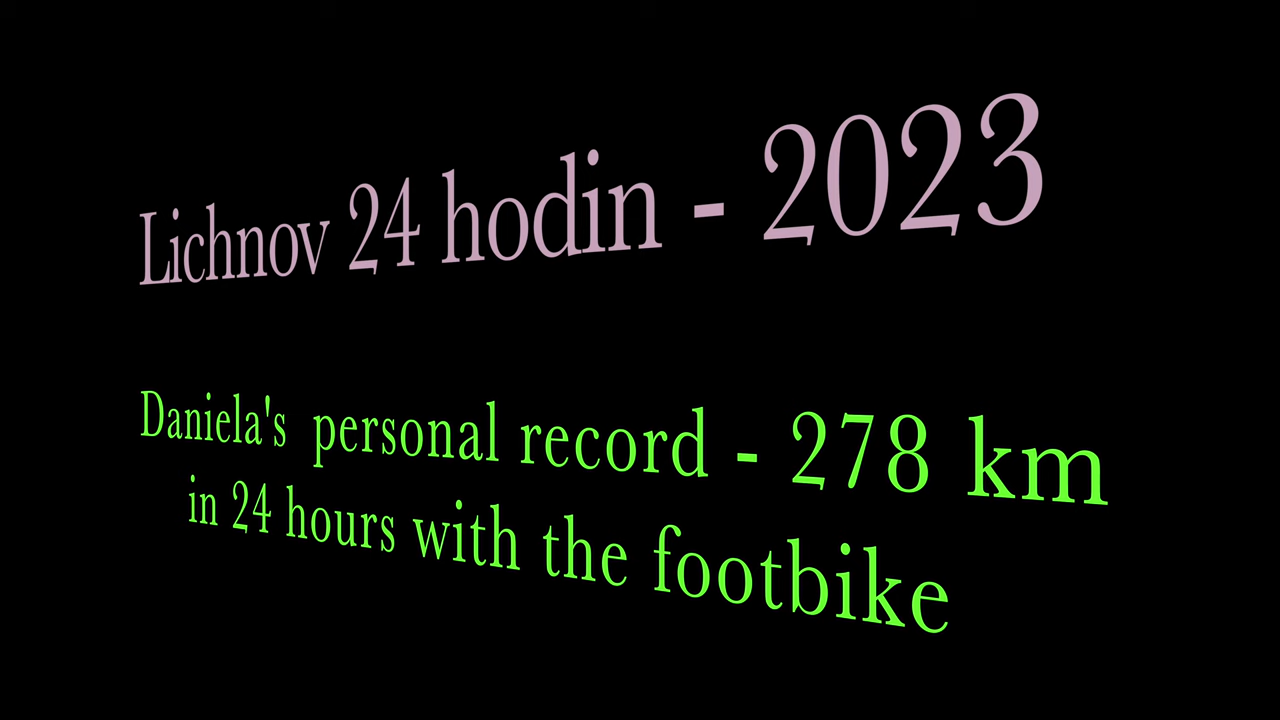 Lichnov 24 hodin - 2023
Daniela's personal record - 278 km
in 24 hours with the footbike